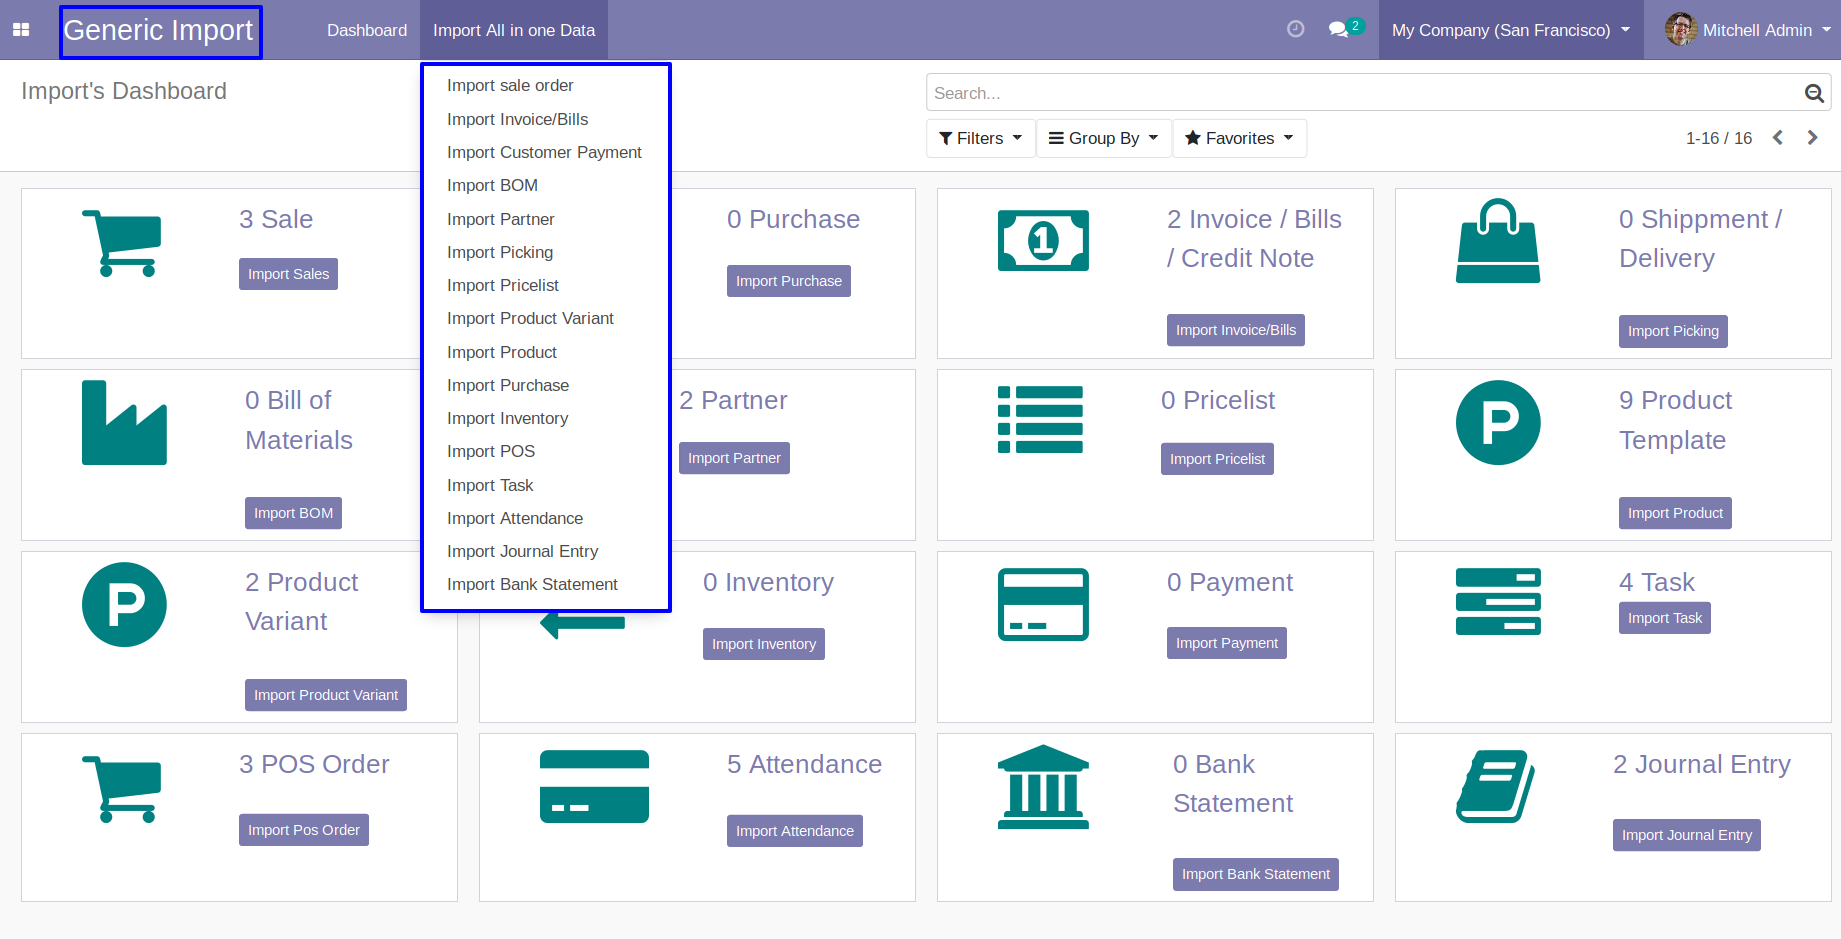 Generic Import
Dashboard
Import All in one Data
2
My Company (San Francisco)
Mitchell Admin
Import's Dashboard
Search...
Filters
Group By
Favorites
1-16 / 16
Import sale order
Import Invoice/Bills
Import Customer Payment
Import BOM
Import Partner
Import Picking
Import Pricelist
Import Product Variant
Import Product
Import Purchase
Import Inventory
Import POS
Import Task
Import Attendance
Import Journal Entry
Import Bank Statement
3 Sale
Import Sales
0 Purchase
Import Purchase
1
2 Invoice / Bills
/ Credit Note
Import Invoice/Bills
0 Shippment /
Delivery
Import Picking
0 Bill of
Materials
Import BOM
2 Partner
Import Partner
0 Pricelist
Import Pricelist
P
9 Product
Template
Import Product
P
2 Product
Variant
Import Product Variant
0 Inventory
Import Inventory
0 Payment
Import Payment
4 Task
Import Task
3 POS Order
Import Pos Order
5 Attendance
Import Attendance
0 Bank
Statement
Import Bank Statement
2 Journal Entry
Import Journal Entry